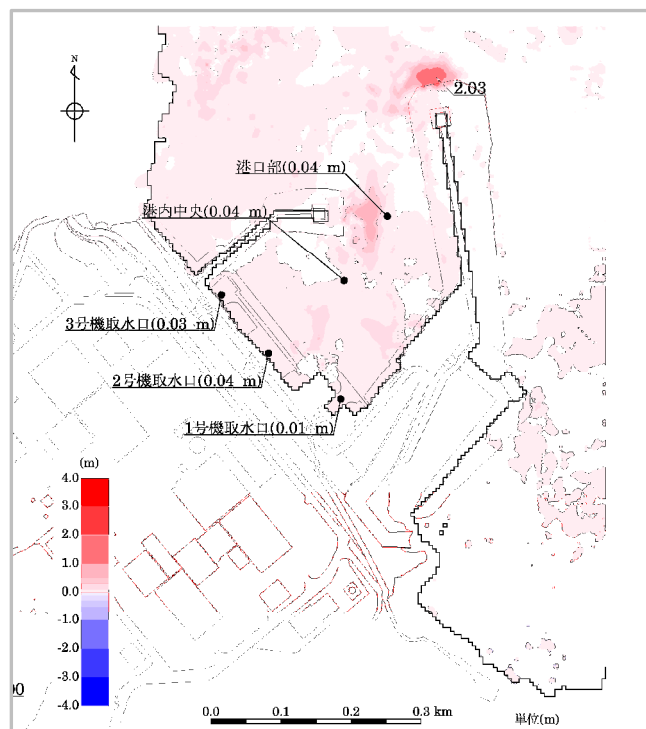 N
2.03
港口部(0.04 m)
港内中央(0.04 m)
3号機取水口(0.03 m)
2号機取水口(0.04 m)
1号機取水口(0.01 m)
(m)
4.0
3.0
2.0
1.0
0.0
-1.0
-2.0
-3.0
-4.0
00
0.0 0.1 0.2 0.3 km
単位(m)